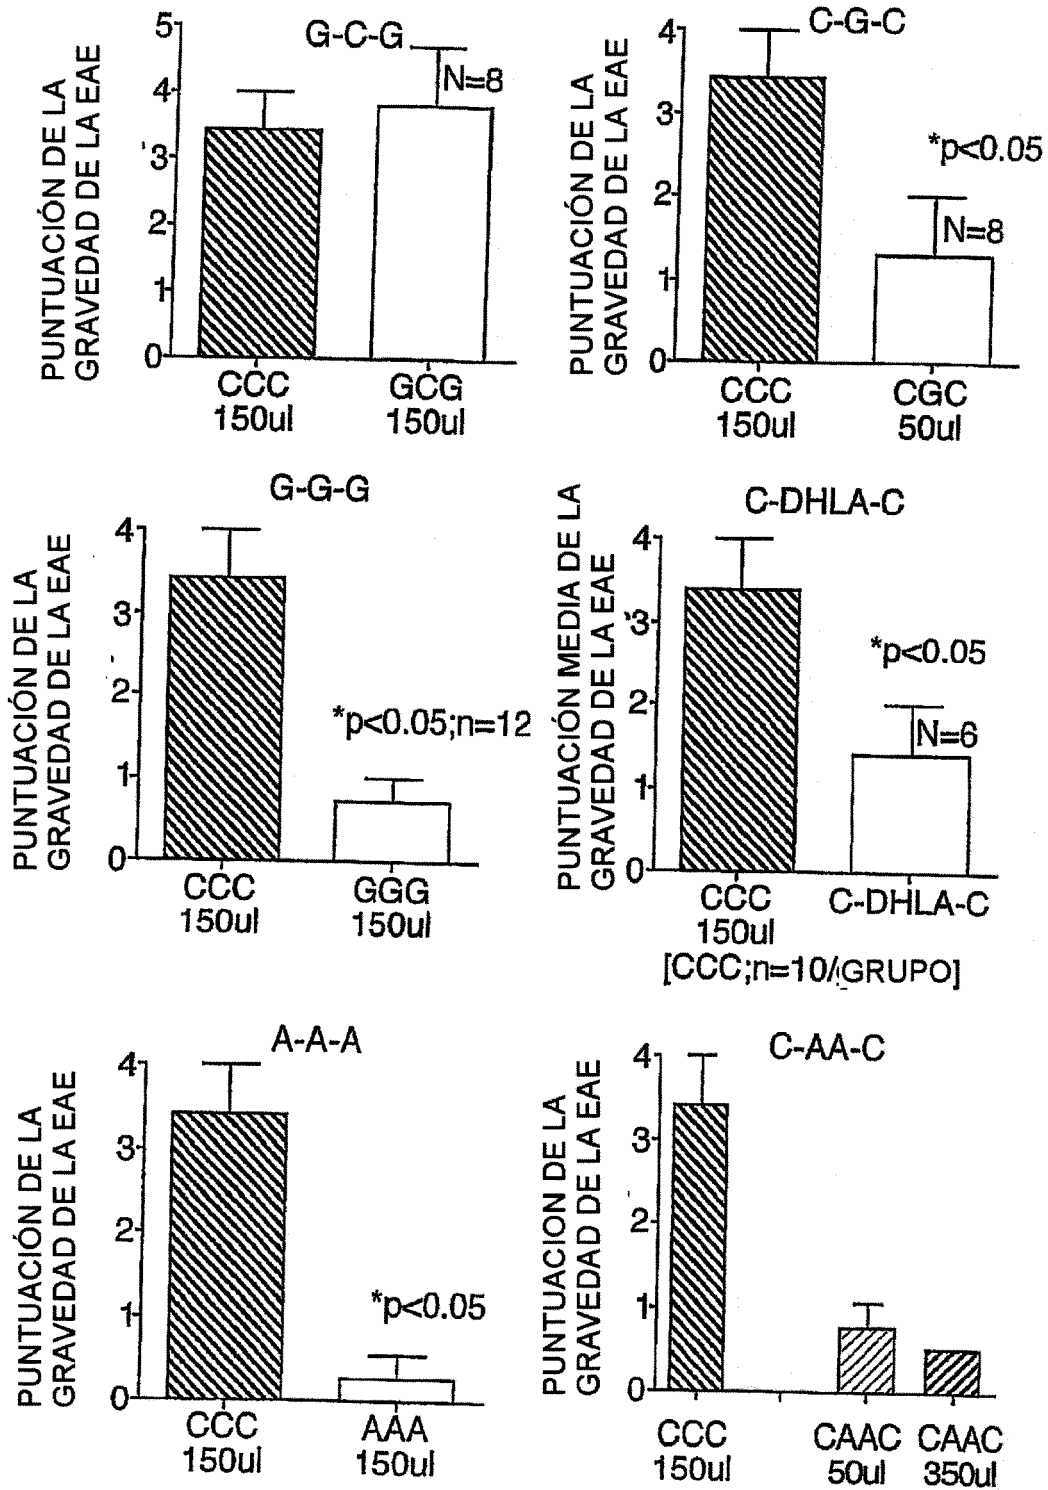 G-C-G
PUNTUACIÓN DE LA
GRAVEDAD DE LA EAE
5
4
3
2
1
0
N=8
CCC
150ul
GCG
150ul
C-G-C
PUNTUACIÓN DE LA
GRAVEDAD DE LA EAE
4
3
2
1
0
*p<0.05
N=8
CCC
150ul
CGC
50ul
G-G-G
PUNTUACIÓN DE LA
GRAVEDAD DE LA EAE
4
3
2
1
0
*p<0.05;n=12
CCC
150ul
GGG
150ul
C-DHLA-C
PUNTUACIÓN MEDIA DE LA
GRAVEDAD DE LA EAE
4
3
2
1
0
*p<0.05
N=6
CCC
150ul
C-DHLA-C
[CCC;n=10/GRUPO]
A-A-A
PUNTUACIÓN DE LA
GRAVEDAD DE LA EAE
4
3
2
1
0
*p<0.05
CCC
150ul
AAA
150ul
C-AA-C
PUNTUACION DE LA
GRAVEDAD DE LA EAE
4
3
2
1
0
CCC
150ul
CAAC
50ul
CAAC
350ul